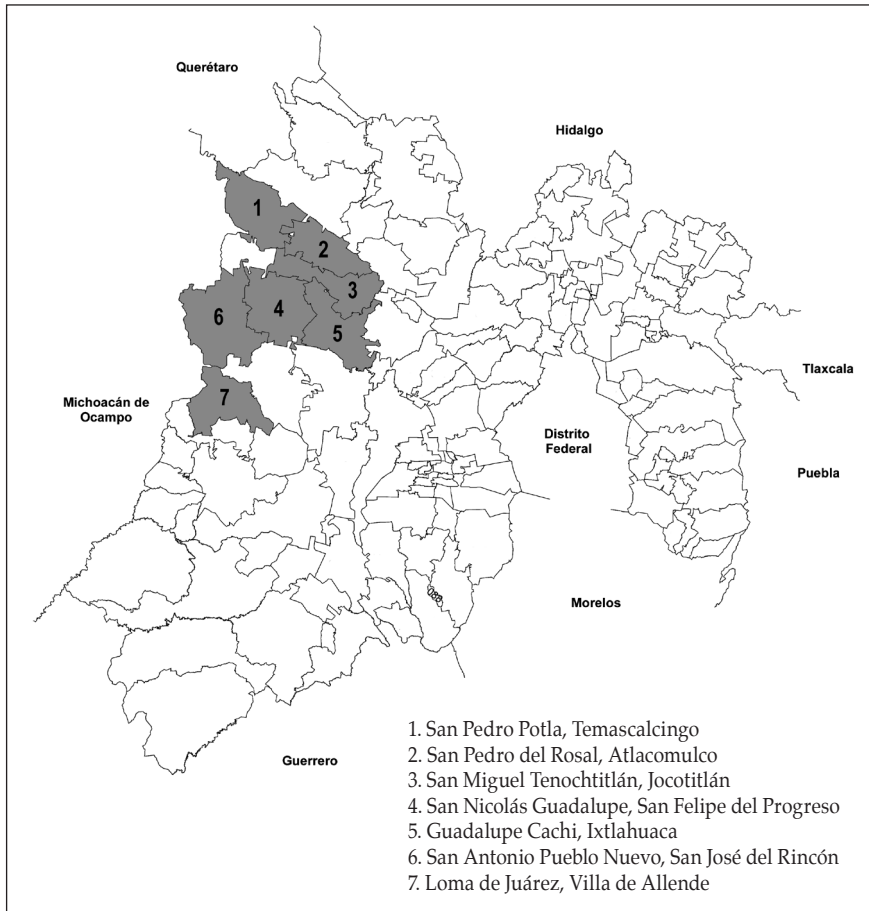 Querétaro
Hidalgo
1
2
3
4
5
6
7
Tlaxcala
Michoacán de
Ocampo
Distrito
Federal
Puebla
Morelos
Guerrero
1. San Pedro Potla, Temascalcingo
2. San Pedro del Rosal, Atlacomulco
3. San Miguel Tenochtitlán, Jocotitlán
4. San Nicolás Guadalupe, San Felipe del Progreso
5. Guadalupe Cachi, Ixtlahuaca
6. San Antonio Pueblo Nuevo, San José del Rincón
7. Loma de Juárez, Villa de Allende